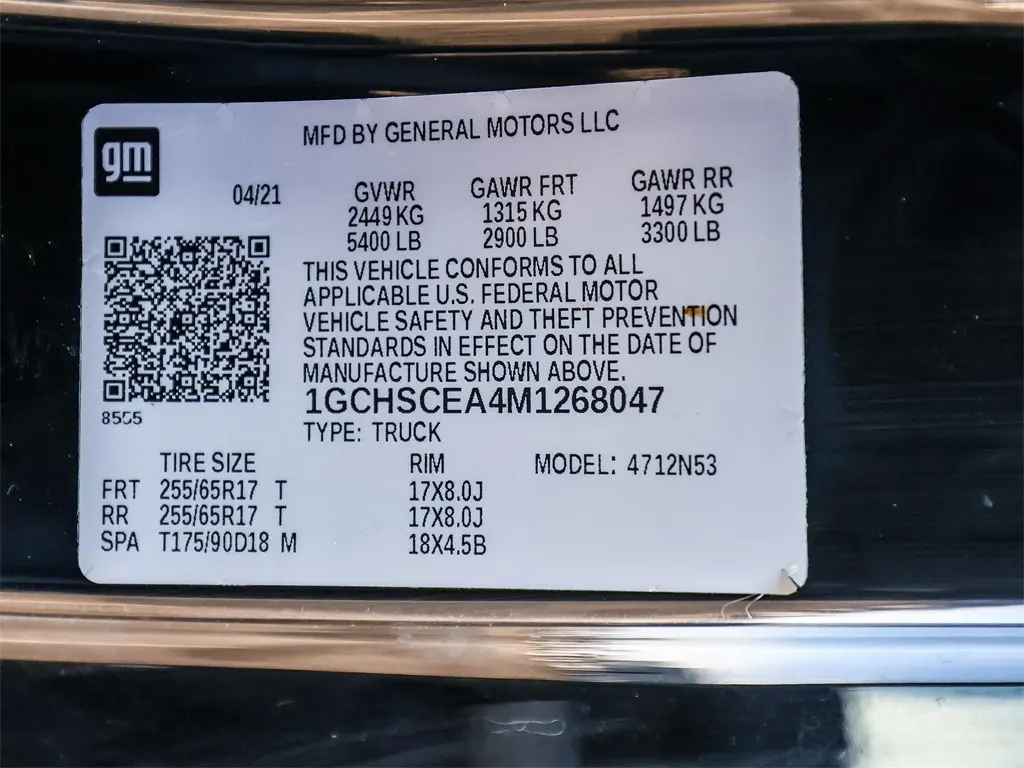 MFD BY GENERAL MOTORS LLC
gm
04/21 GVWR GAWR FRT GAWR RR
2449 KG 1315 KG 1497 KG
5400 LB 2900 LB 3300 LB
THIS VEHICLE CONFORMS TO ALL
APPLICABLE U.S. FEDERAL MOTOR
VEHICLE SAFETY AND THEFT PREVENTION
STANDARDS IN EFFECT ON THE DATE OF
MANUFACTURE SHOWN ABOVE.
1GCHSCEA4M1268047
8505
TYPE: TRUCK
TIRE SIZE RIM MODEL: 4712N53
FRT 255/65R17 T 17X8.0J
RR 255/65R17 T 17X8.0J
SPA T175/90D18 M 18X4.5B